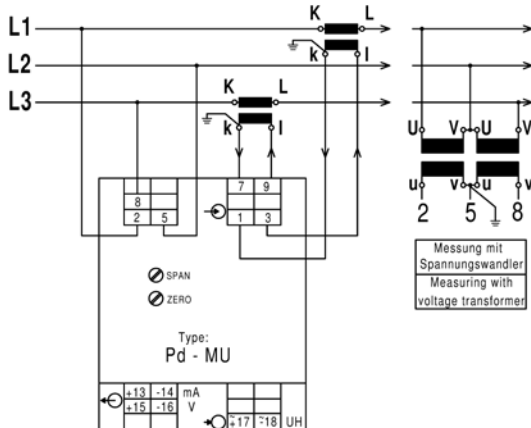 K L
L1
k l
L2
K L
L3
k l
U V U V
u v u v
2 5 8
7 9
8
2 5
1 3
Messung mit
Spannungswandler
Measuring with
voltage transformer
SPAN
ZERO
Type:
Pd - MU
+13 -14 mA
+15 -16 V
~+17 ~-18 UH